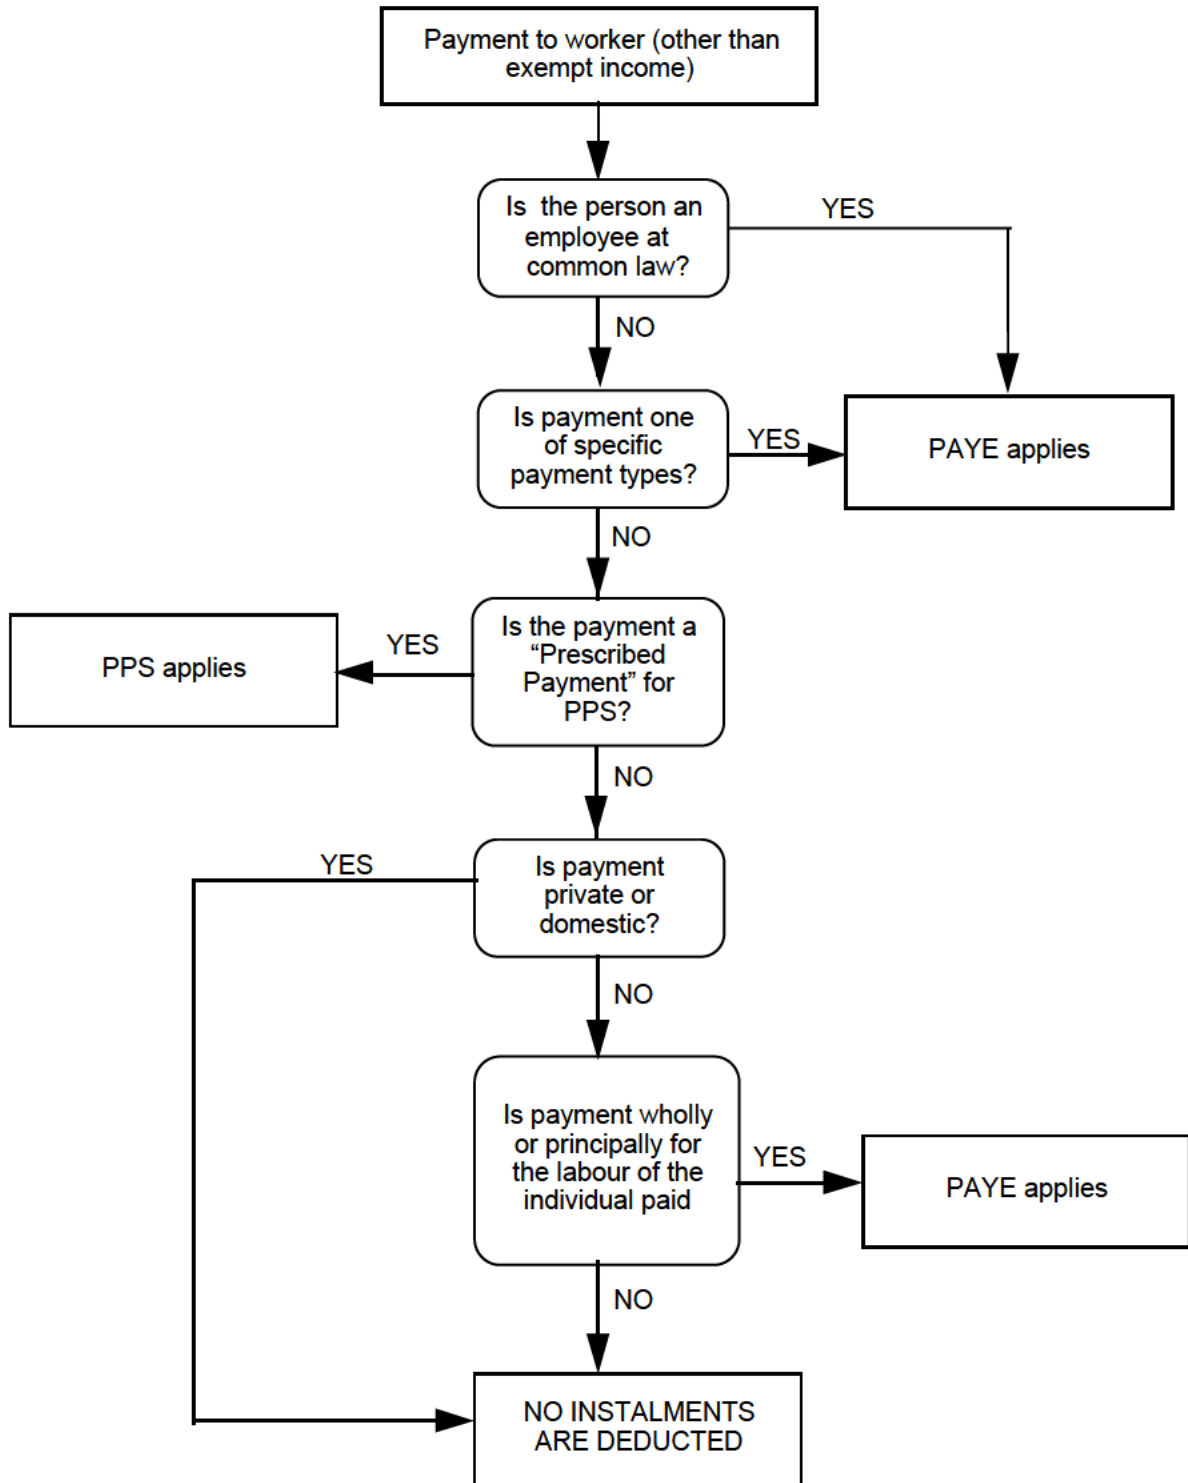 Payment to worker (other than
exempt income)
Is the person an
employee at
common law?
YES
NO
Is payment one
of specific
payment types?
YES
PAYE applies
NO
Is the payment a
“Prescribed
Payment” for
PPS?
YES
PPS applies
NO
YES
Is payment
private or
domestic?
NO
Is payment wholly
or principally for
the labour of the
individual paid
YES
PAYE applies
NO
NO INSTALMENTS
ARE DEDUCTED